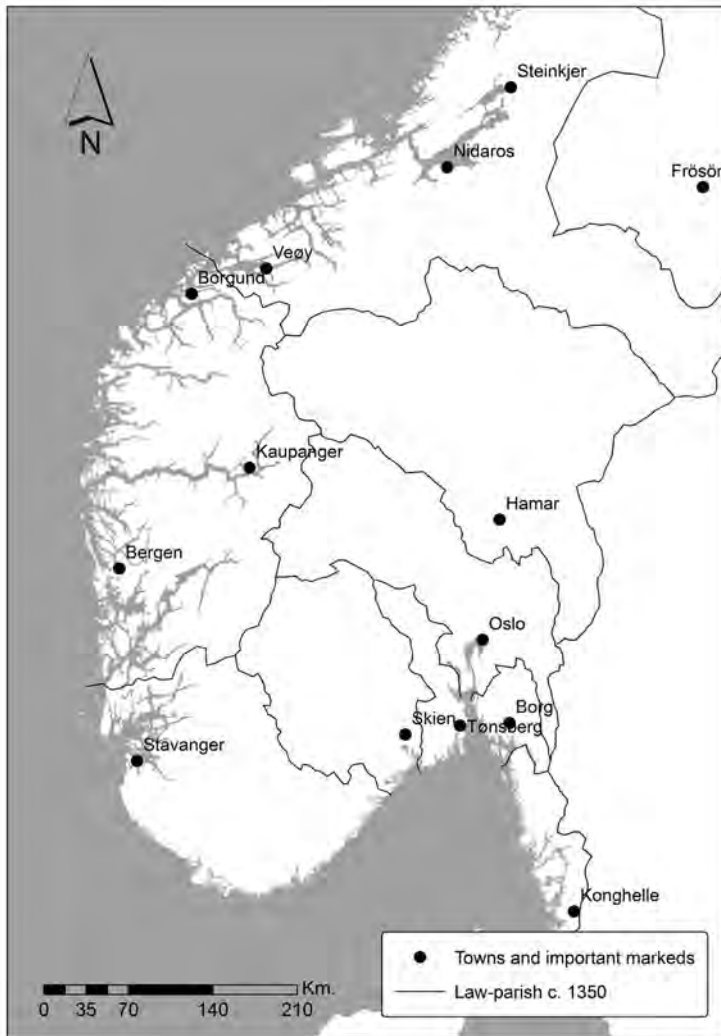 Steinkjer
N
Nidaros
Frösön
Veøy
Borgund
Kaupanger
Hamar
Bergen
Oslo
Borg
Skien
Tønsberg
Stavanger
Konghelle
Towns and important markeds
Law-parish c. 1350
Km.
0 35 70 140 210